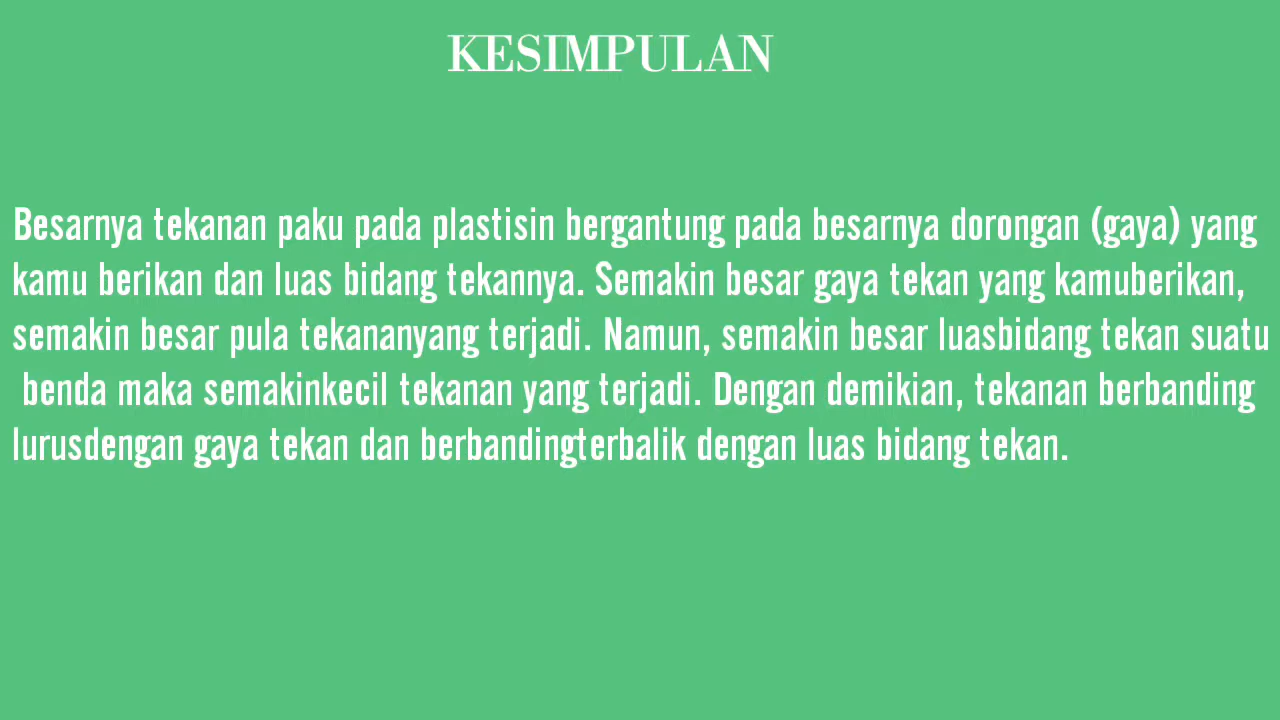 KESIMPULAN
Besarnya tekanan paku pada plastisin bergantung pada besarnya dorongan (gaya) yang
kamu berikan dan luas bidang tekannya. Semakin besar gaya tekan yang kamuberikan,
semakin besar pula tekananyang terjadi. Namun, semakin besar luasbidang tekan suatu
benda maka semakinkecil tekanan yang terjadi. Dengan demikian, tekanan berbanding
lurusdengan gaya tekan dan berbandingterbalik dengan luas bidang tekan.